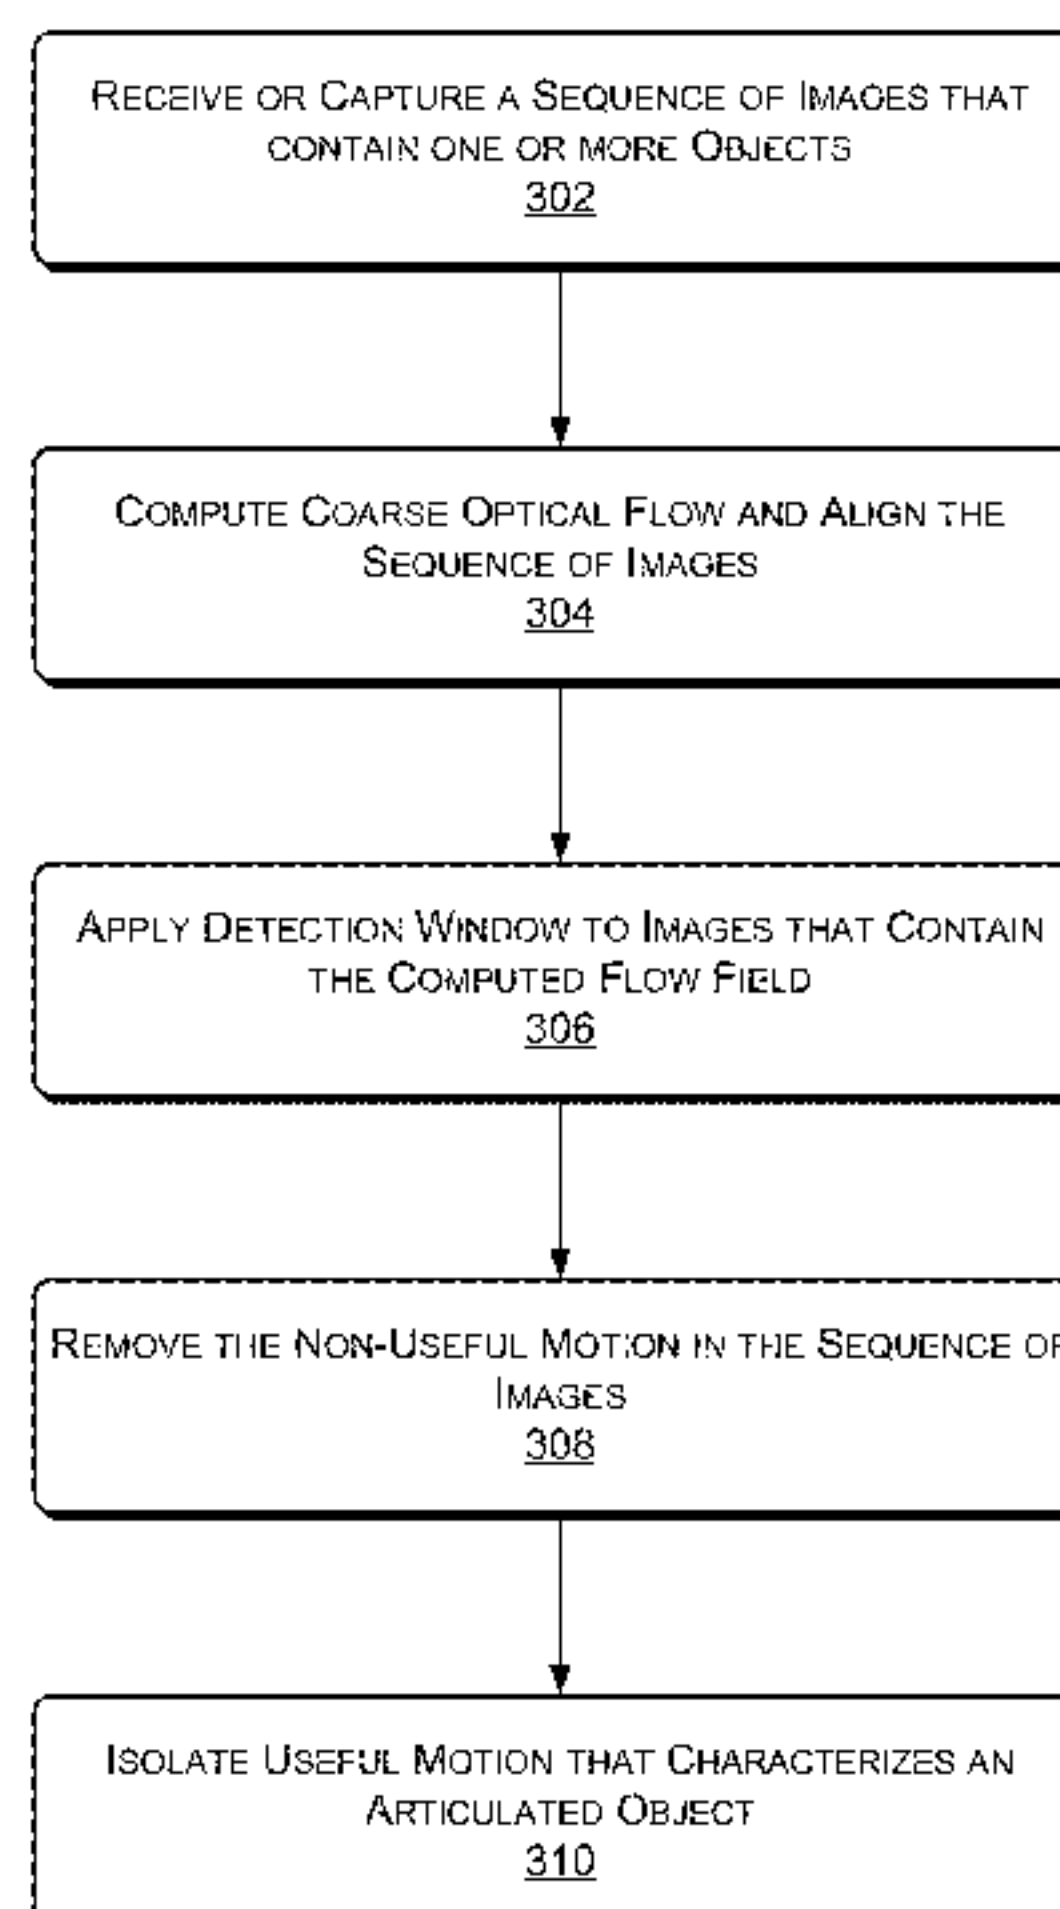 RECEIVE OR CAPTURE A SEQUENCE OF IMAGES THAT
CONTAIN ONE OR MORE OBJECTS
302
COMPUTE COARSE OPTICAL FLOW AND ALIGN THE
SEQUENCE OF IMAGES
304
APPLY DETECTION WINDOW TO IMAGES THAT CONTAIN
THE COMPUTED FLOW FIELD
306
REMOVE THE NON-USEFUL MOTION IN THE SEQUENCE OF
IMAGES
308
ISOLATE USEFUL MOTION THAT CHARACTERIZES AN
ARTICULATED OBJECT
310